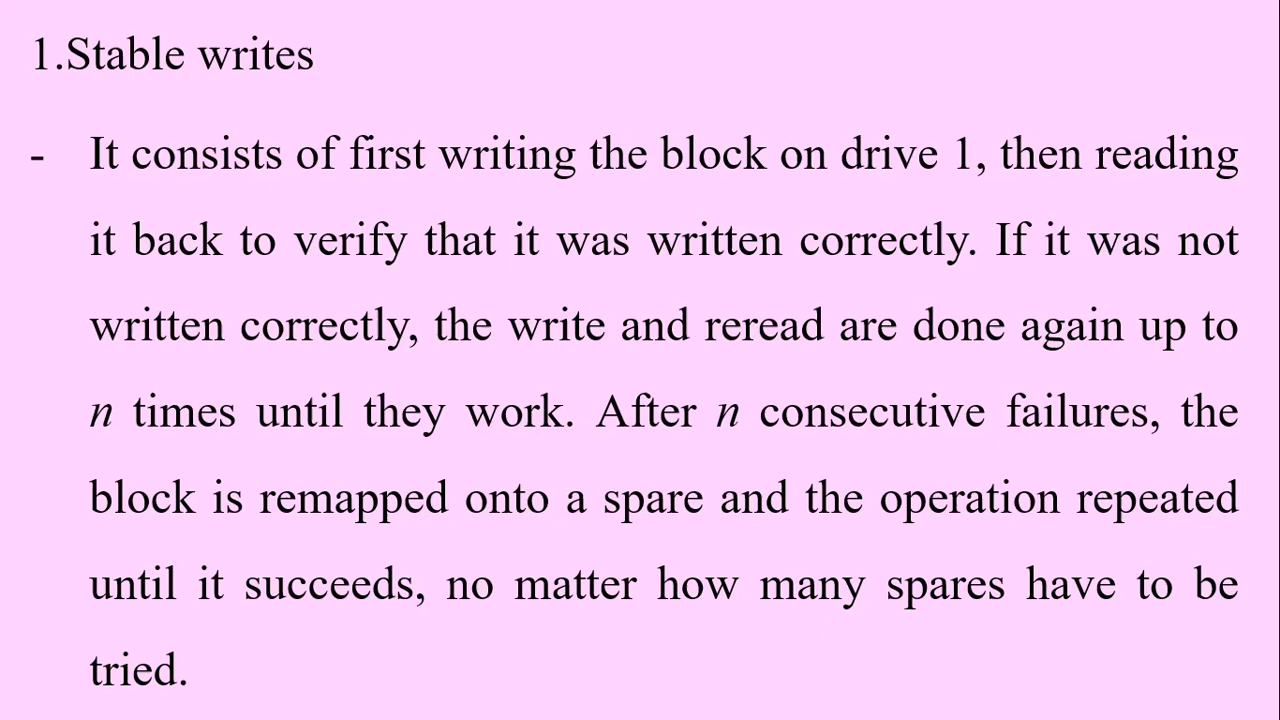 1.Stable writes
- It consists of first writing the block on drive 1, then reading
it back to verify that it was written correctly. If it was not
written correctly, the write and reread are done again up to
n times until they work. After n consecutive failures, the
block is remapped onto a spare and the operation repeated
until it succeeds, no matter how many spares have to be
tried.